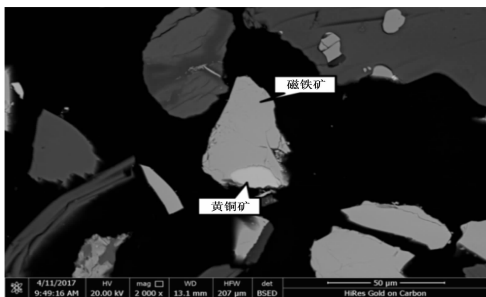 磁铁矿
黄铜矿
4/11/2017
9:49:16 AM
HV
20.00 kV
mag
2 000 x
WD
13.1 mm
HFW
207 μm
det
BSED
50 μm
HiRes Gold on Carbon